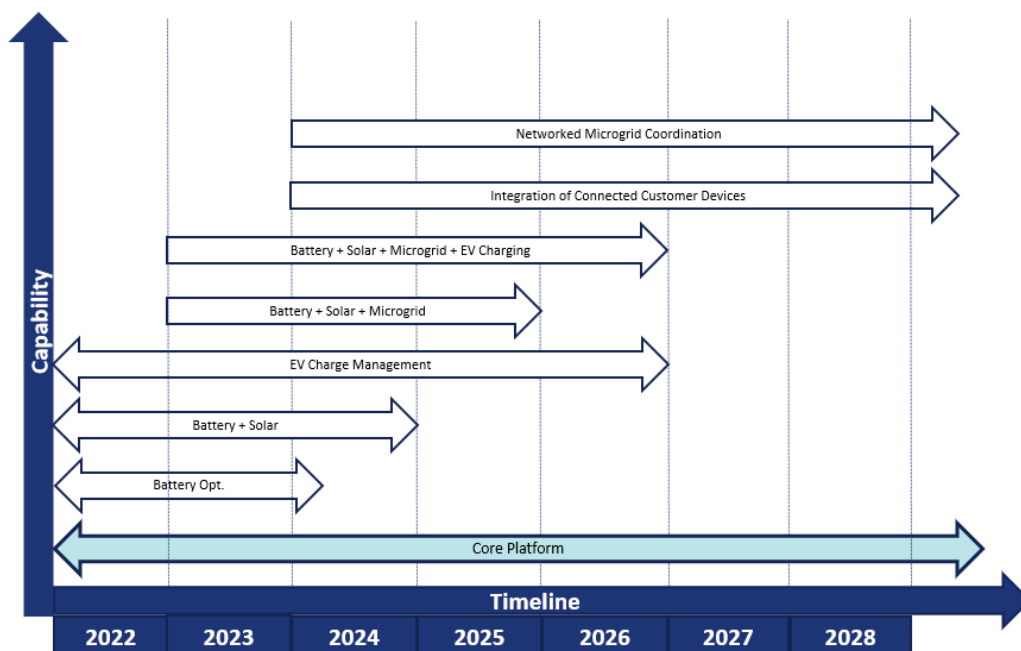 Capability
Networked Microgrid Coordination
Integration of Connected Customer Devices
Battery + Solar + Microgrid + EV Charging
Battery + Solar + Microgrid
EV Charge Management
Battery + Solar
Battery Opt.
Core Platform
Timeline
2022 2023 2024 2025 2026 2027 2028